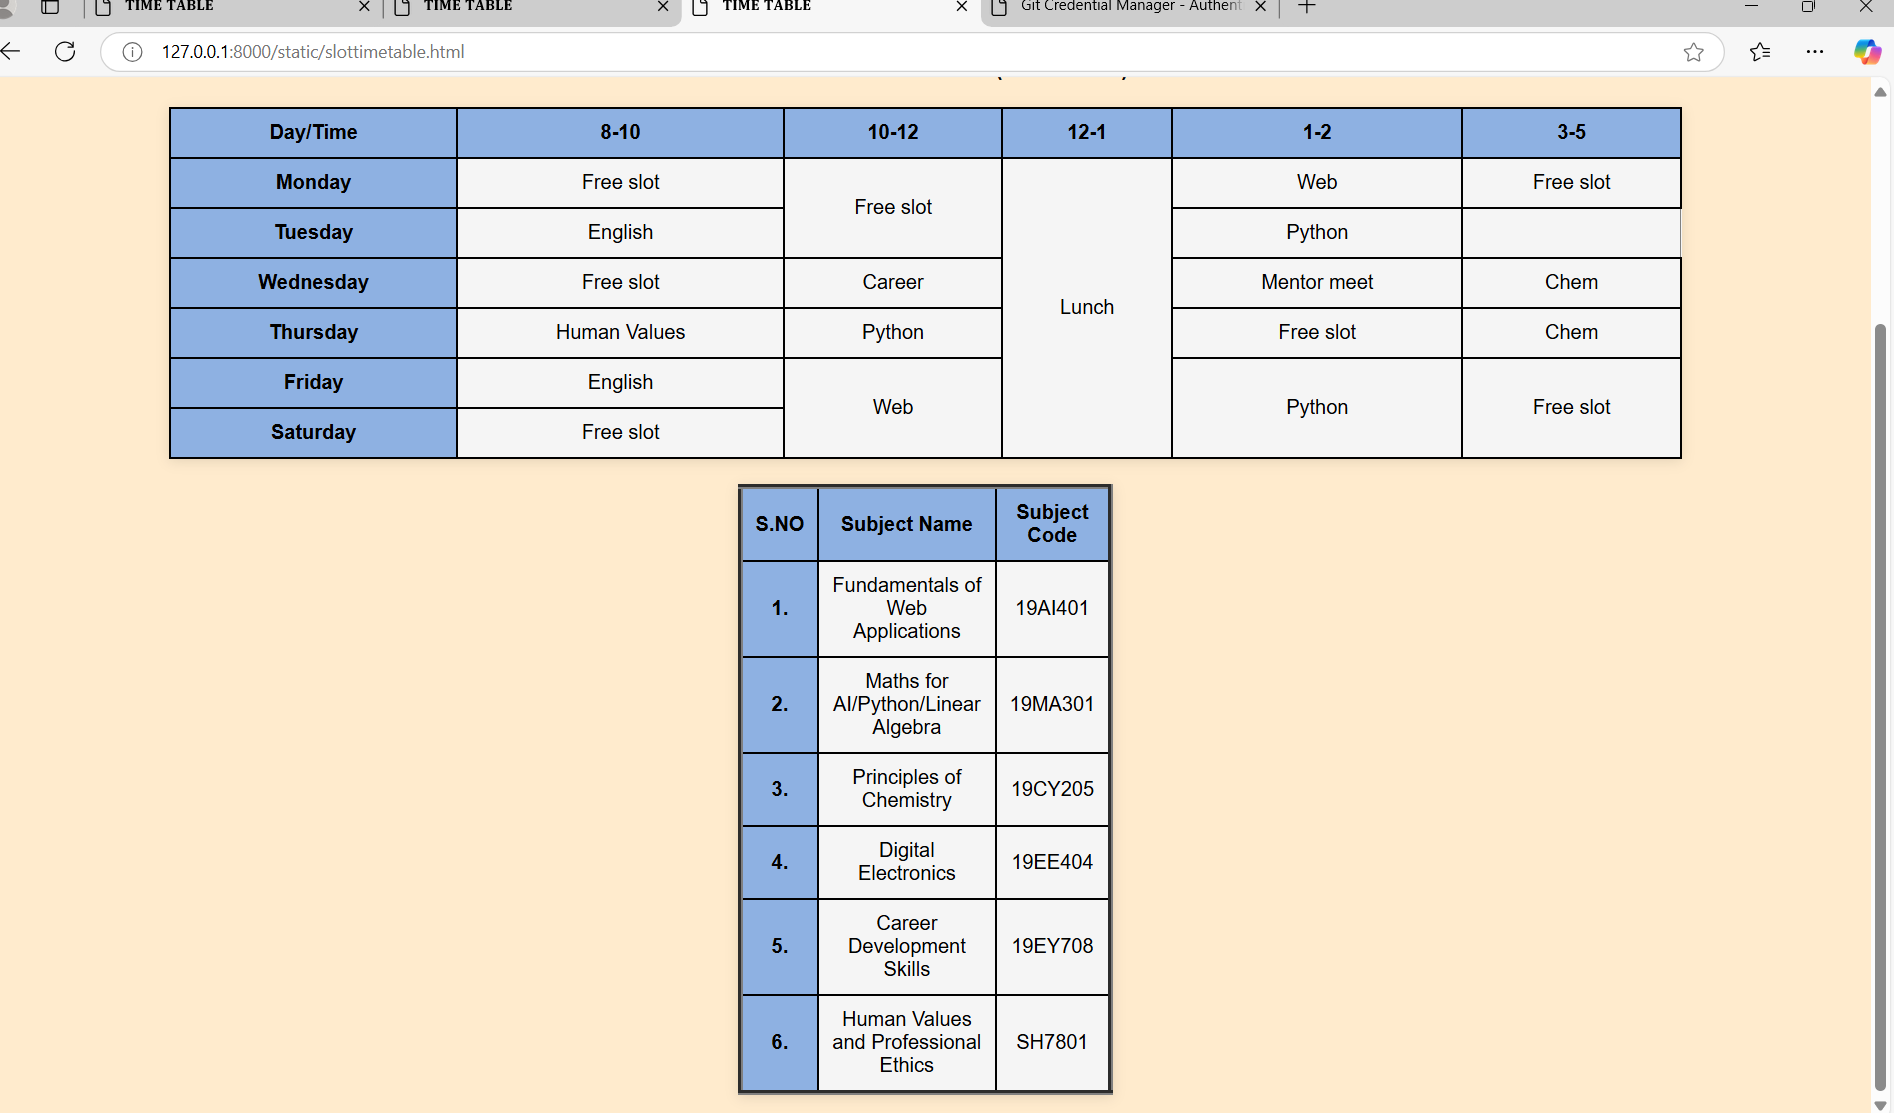 TIME TABLE TIME TABLE TIME TABLE Git Credential Manager - Authent
127.0.0.1:8000/static/slottimetable.html
Day/Time 8-10 10-12 12-1 1-2 3-5
Monday Free slot Free slot Lunch Web Free slot
Tuesday English Python
Wednesday Free slot Career Mentor meet Chem
Thursday Human Values Python Free slot Chem
Friday English Web Python Free slot
Saturday Free slot
S.NO Subject Name Subject
Code
1. Fundamentals of
Web
Applications 19AI401
2. Maths for
AI/Python/Linear
Algebra 19MA301
3. Principles of
Chemistry 19CY205
4. Digital
Electronics 19EE404
5. Career
Development
Skills 19EY708
6. Human Values
and Professional
Ethics SH7801